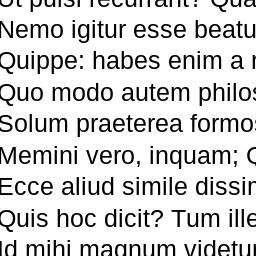 Ut pulsi recurrant? Qua
Nemo igitur esse beatu
Quippe: habes enim a r
Quo modo autem philos
Solum praeterea formos
Memini vero, inquam; Q
Ecce aliud simile dissim
Quis hoc dicit? Tum ille
Id mihi magnum videtur